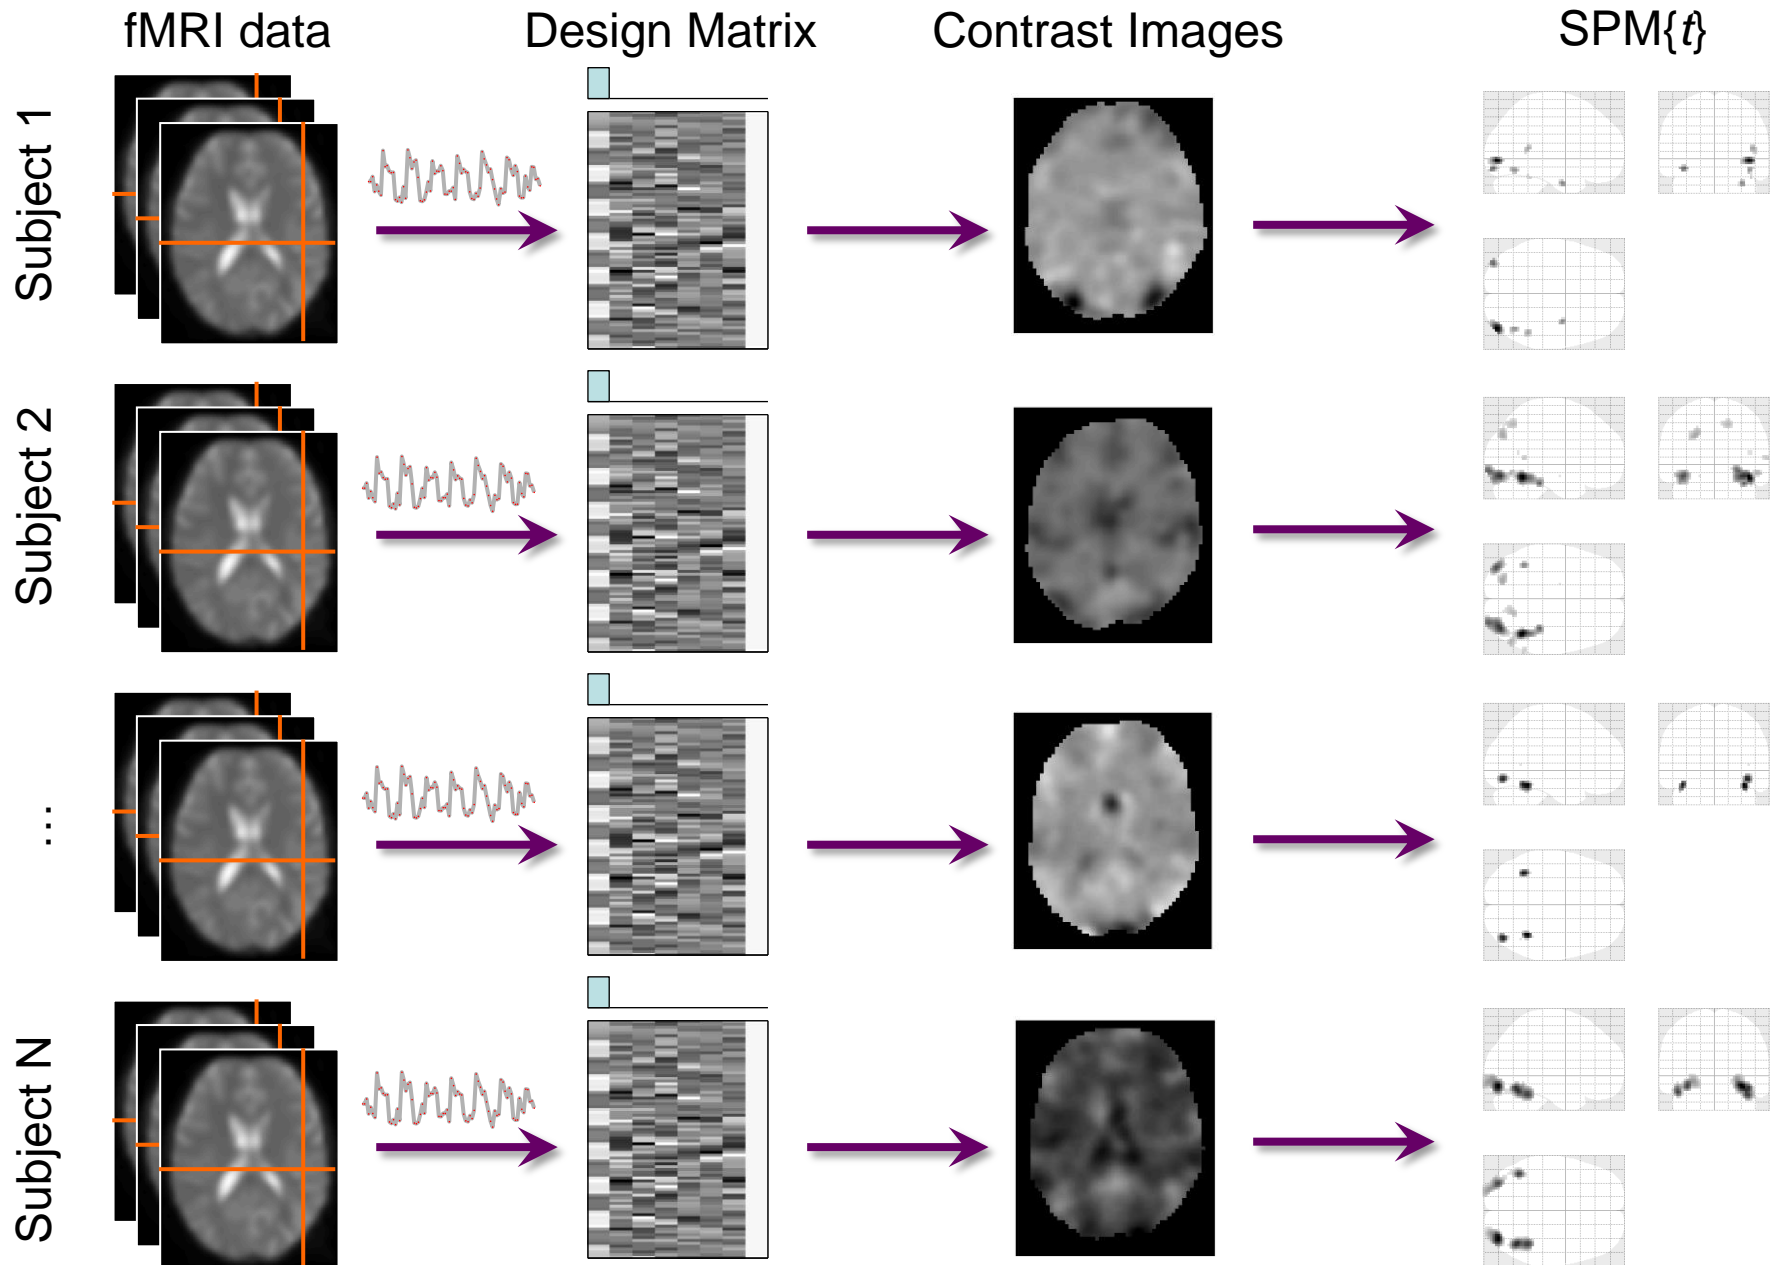 fMRI data
Design Matrix
Contrast Images
SPM{t}
Subject 1
Subject 2
...
Subject N